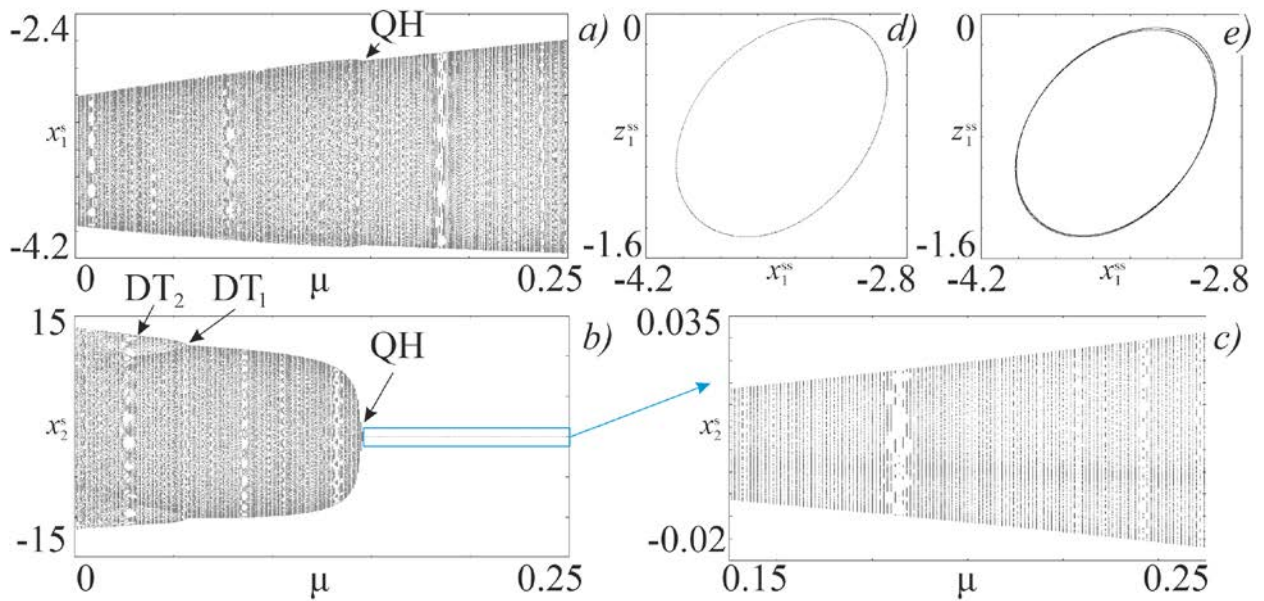 -2.4
QH
a)
x₁ˢ
-4.2
0
μ
0.25
0
d)
z₁ˢˢ
-1.6
-4.2
x₁ˢˢ
-2.8
0
e)
z₁ˢˢ
-1.6
-4.2
x₁ˢˢ
-2.8
DT₂
DT₁
15
b)
QH
x₂ˢ
-15
0
μ
0.25
0.035
c)
x₂ˢ
-0.02
0.15
μ
0.25